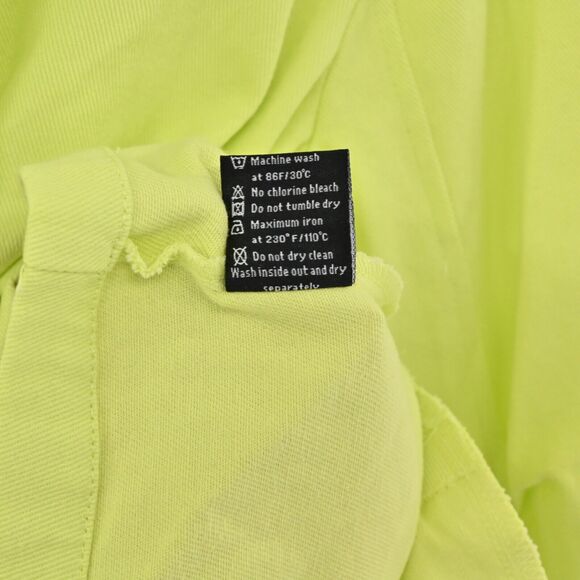 Machine wash
at 86F/30°C
No chlorine bleach
Do not tumble dry
Maximum iron
at 230°F/110°C
Do not dry clean
Wash inside out and dry
separately